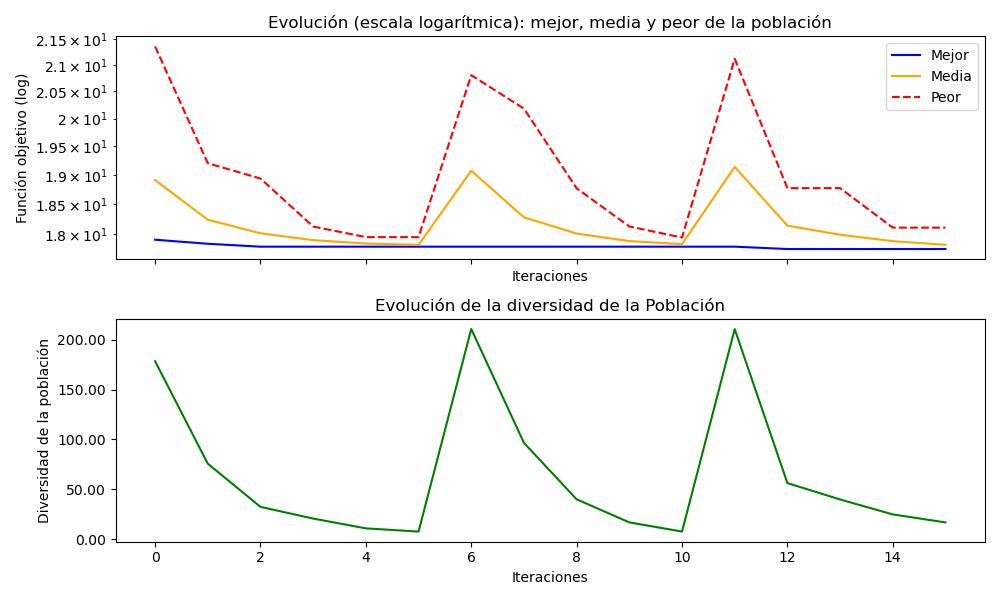 Evolución (escala logarítmica): mejor, media y peor de la población
Función objetivo (log)
2.15 × 10¹
2.1 × 10¹
2.05 × 10¹
2 × 10¹
1.95 × 10¹
1.9 × 10¹
1.85 × 10¹
1.8 × 10¹
Mejor
Media
Peor
Iteraciones
Evolución de la diversidad de la Población
Diversidad de la población
200.00
150.00
100.00
50.00
0.00
0 2 4 6 8 10 12 14
Iteraciones